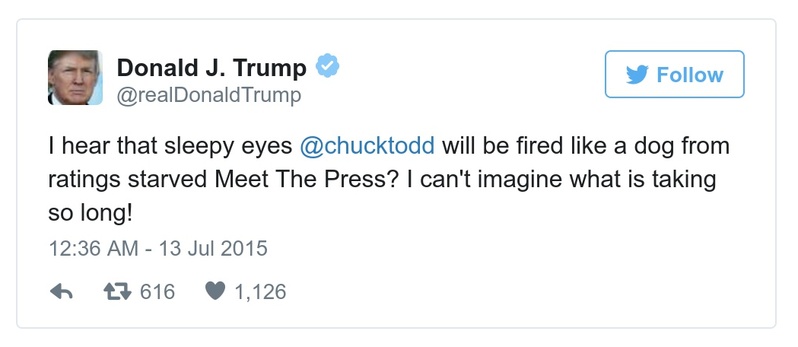 Donald J. Trump
@realDonaldTrump
Follow
I hear that sleepy eyes @chucktodd will be fired like a dog from
ratings starved Meet The Press? I can't imagine what is taking
so long!
12:36 AM - 13 Jul 2015
616 1,126